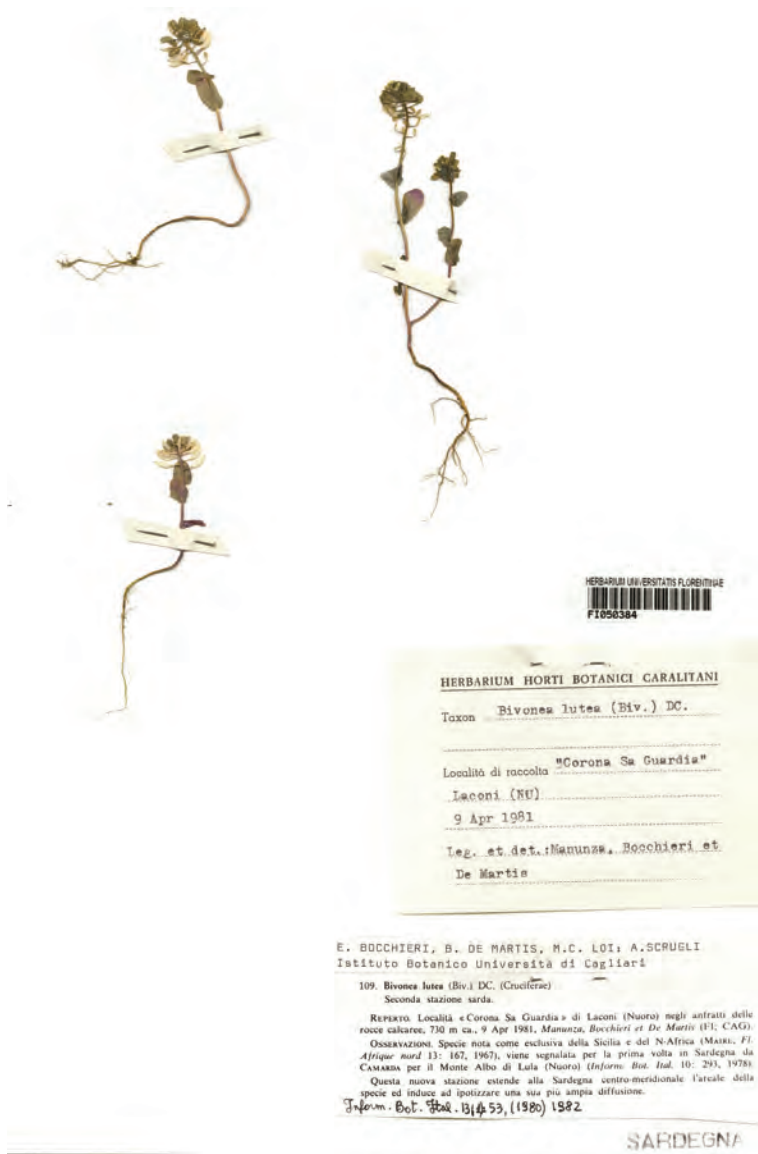 HERBARIUM UNIVERSITATIS FLORENTINAE
FI050384
HERBARIUM HORTI BOTANICI CARALITANI
Taxon Bivonea lutea (Biv.) DC.
Località di raccolta "Corona Sa Guardia"
Laconi (NU)
9 Apr 1981
Leg. et det.:Manunza, Bocchieri et
De Martis
E. BOCCHIERI, B. DE MARTIS, M.C. LOI; A.SCRUGLI
Istituto Botanico Università di Cagliari
109. Bivonea lutea (Biv.) DC. (Cruciferae)
Seconda stazione sarda.
REPERTO. Località «Corona Sa Guardia» di Laconi (Nuoro) negli anfratti delle
rocce calcaree, 730 m ca., 9 Apr 1981, Manunza, Bocchieri et De Martis (FI; CAG).
OSSERVAZIONI. Specie nota come esclusiva della Sicilia e del N-Africa (MAIRE, Fl.
Afrique nord 13: 167, 1967), viene segnalata per la prima volta in Sardegna da
CAMARDA per il Monte Albo di Lula (Nuoro) (Inform. Bot. Ital. 10: 293, 1978).
Questa nuova stazione estende alla Sardegna centro-meridionale l'areale della
specie ed induce ad ipotizzare una sua più ampia diffusione.
Inform. Bot. Ital. 53, (1980) 1982
SARDEGNA